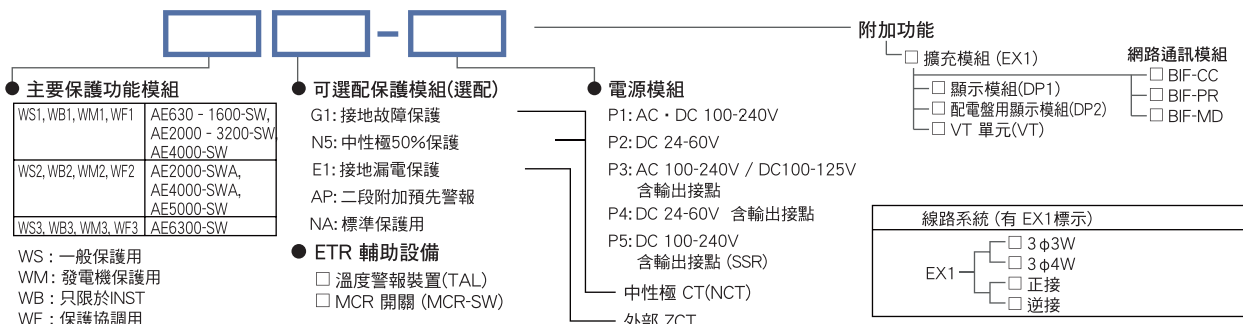 附加功能
□ 擴充模組 (EX1)
網路通訊模組
□ BIF-CC
□ BIF-PR
□ BIF-MD
□ 顯示模組(DP1)
□ 配電盤用顯示模組(DP2)
□ VT 單元(VT)
● 主要保護功能模組
WS1, WB1, WM1, WF1
AE630 - 1600-SW,
AE2000 - 3200-SW,
AE4000-SW
WS2, WB2, WM2, WF2
AE2000-SWA,
AE4000-SWA,
AE5000-SW
WS3, WB3, WM3, WF3
AE6300-SW
WS : 一般保護用
WM : 發電機保護用
WB : 只限於INST
WF : 保護協調用
● 可選配保護模組(選配)
G1: 接地故障保護
N5: 中性極50%保護
E1: 接地漏電保護
AP: 二段附加預先警報
NA: 標準保護用
● ETR 輔助設備
□ 溫度警報裝置(TAL)
□ MCR 開關 (MCR-SW)
● 電源模組
P1: AC・DC 100-240V
P2: DC 24-60V
P3: AC 100-240V / DC100-125V
含輸出接點
P4: DC 24-60V 含輸出接點
P5: DC 100-240V
含輸出接點 (SSR)
中性極 CT(NCT)
外部 ZCT
線路系統 (有 EX1標示)
EX1
□ 3φ3W
□ 3φ4W
□ 正接
□ 逆接